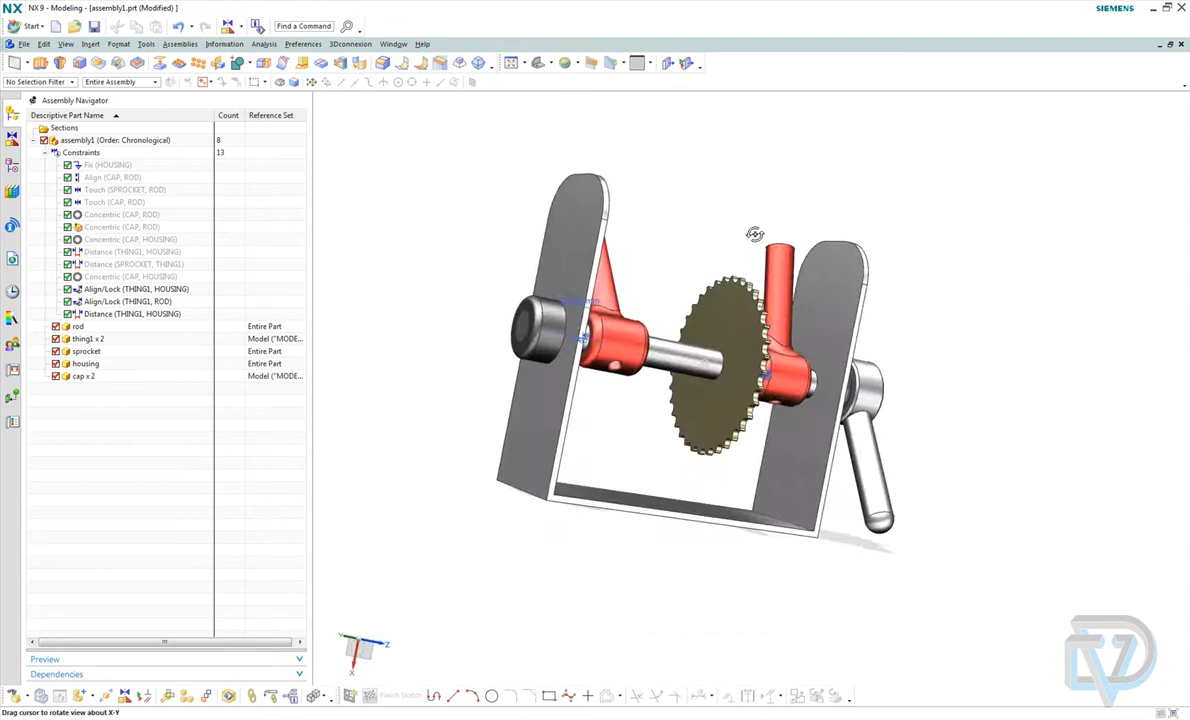 NX NX 9 - Modeling - [assembly1.prt (Modified) ] SIEMENS
Start Find a Command
File Edit View Insert Format Tools Assemblies Information Analysis Preferences 3Dconnexion Window Help
No Selection Filter Entire Assembly
Assembly Navigator
Descriptive Part Name Count Reference Set
Sections
assembly1 (Order: Chronological) 8
Constraints 13
Fix (HOUSING)
Align (CAP, ROD)
Touch (SPROCKET, ROD)
Touch (CAP, ROD)
Concentric (CAP, ROD)
Concentric (CAP, ROD)
Concentric (CAP, HOUSING)
Distance (THING1, HOUSING)
Distance (SPROCKET, THING1)
Concentric (CAP, HOUSING)
Align/Lock (THING1, HOUSING)
Align/Lock (THING1, ROD)
Distance (THING1, HOUSING)
rod Entire Part
thing1 x 2 Model ("MODE...
sprocket Entire Part
housing Entire Part
cap x 2 Model ("MODE...
Y Z
X
Preview
Dependencies
Finish Sketch
Drag cursor to rotate view about X-Y